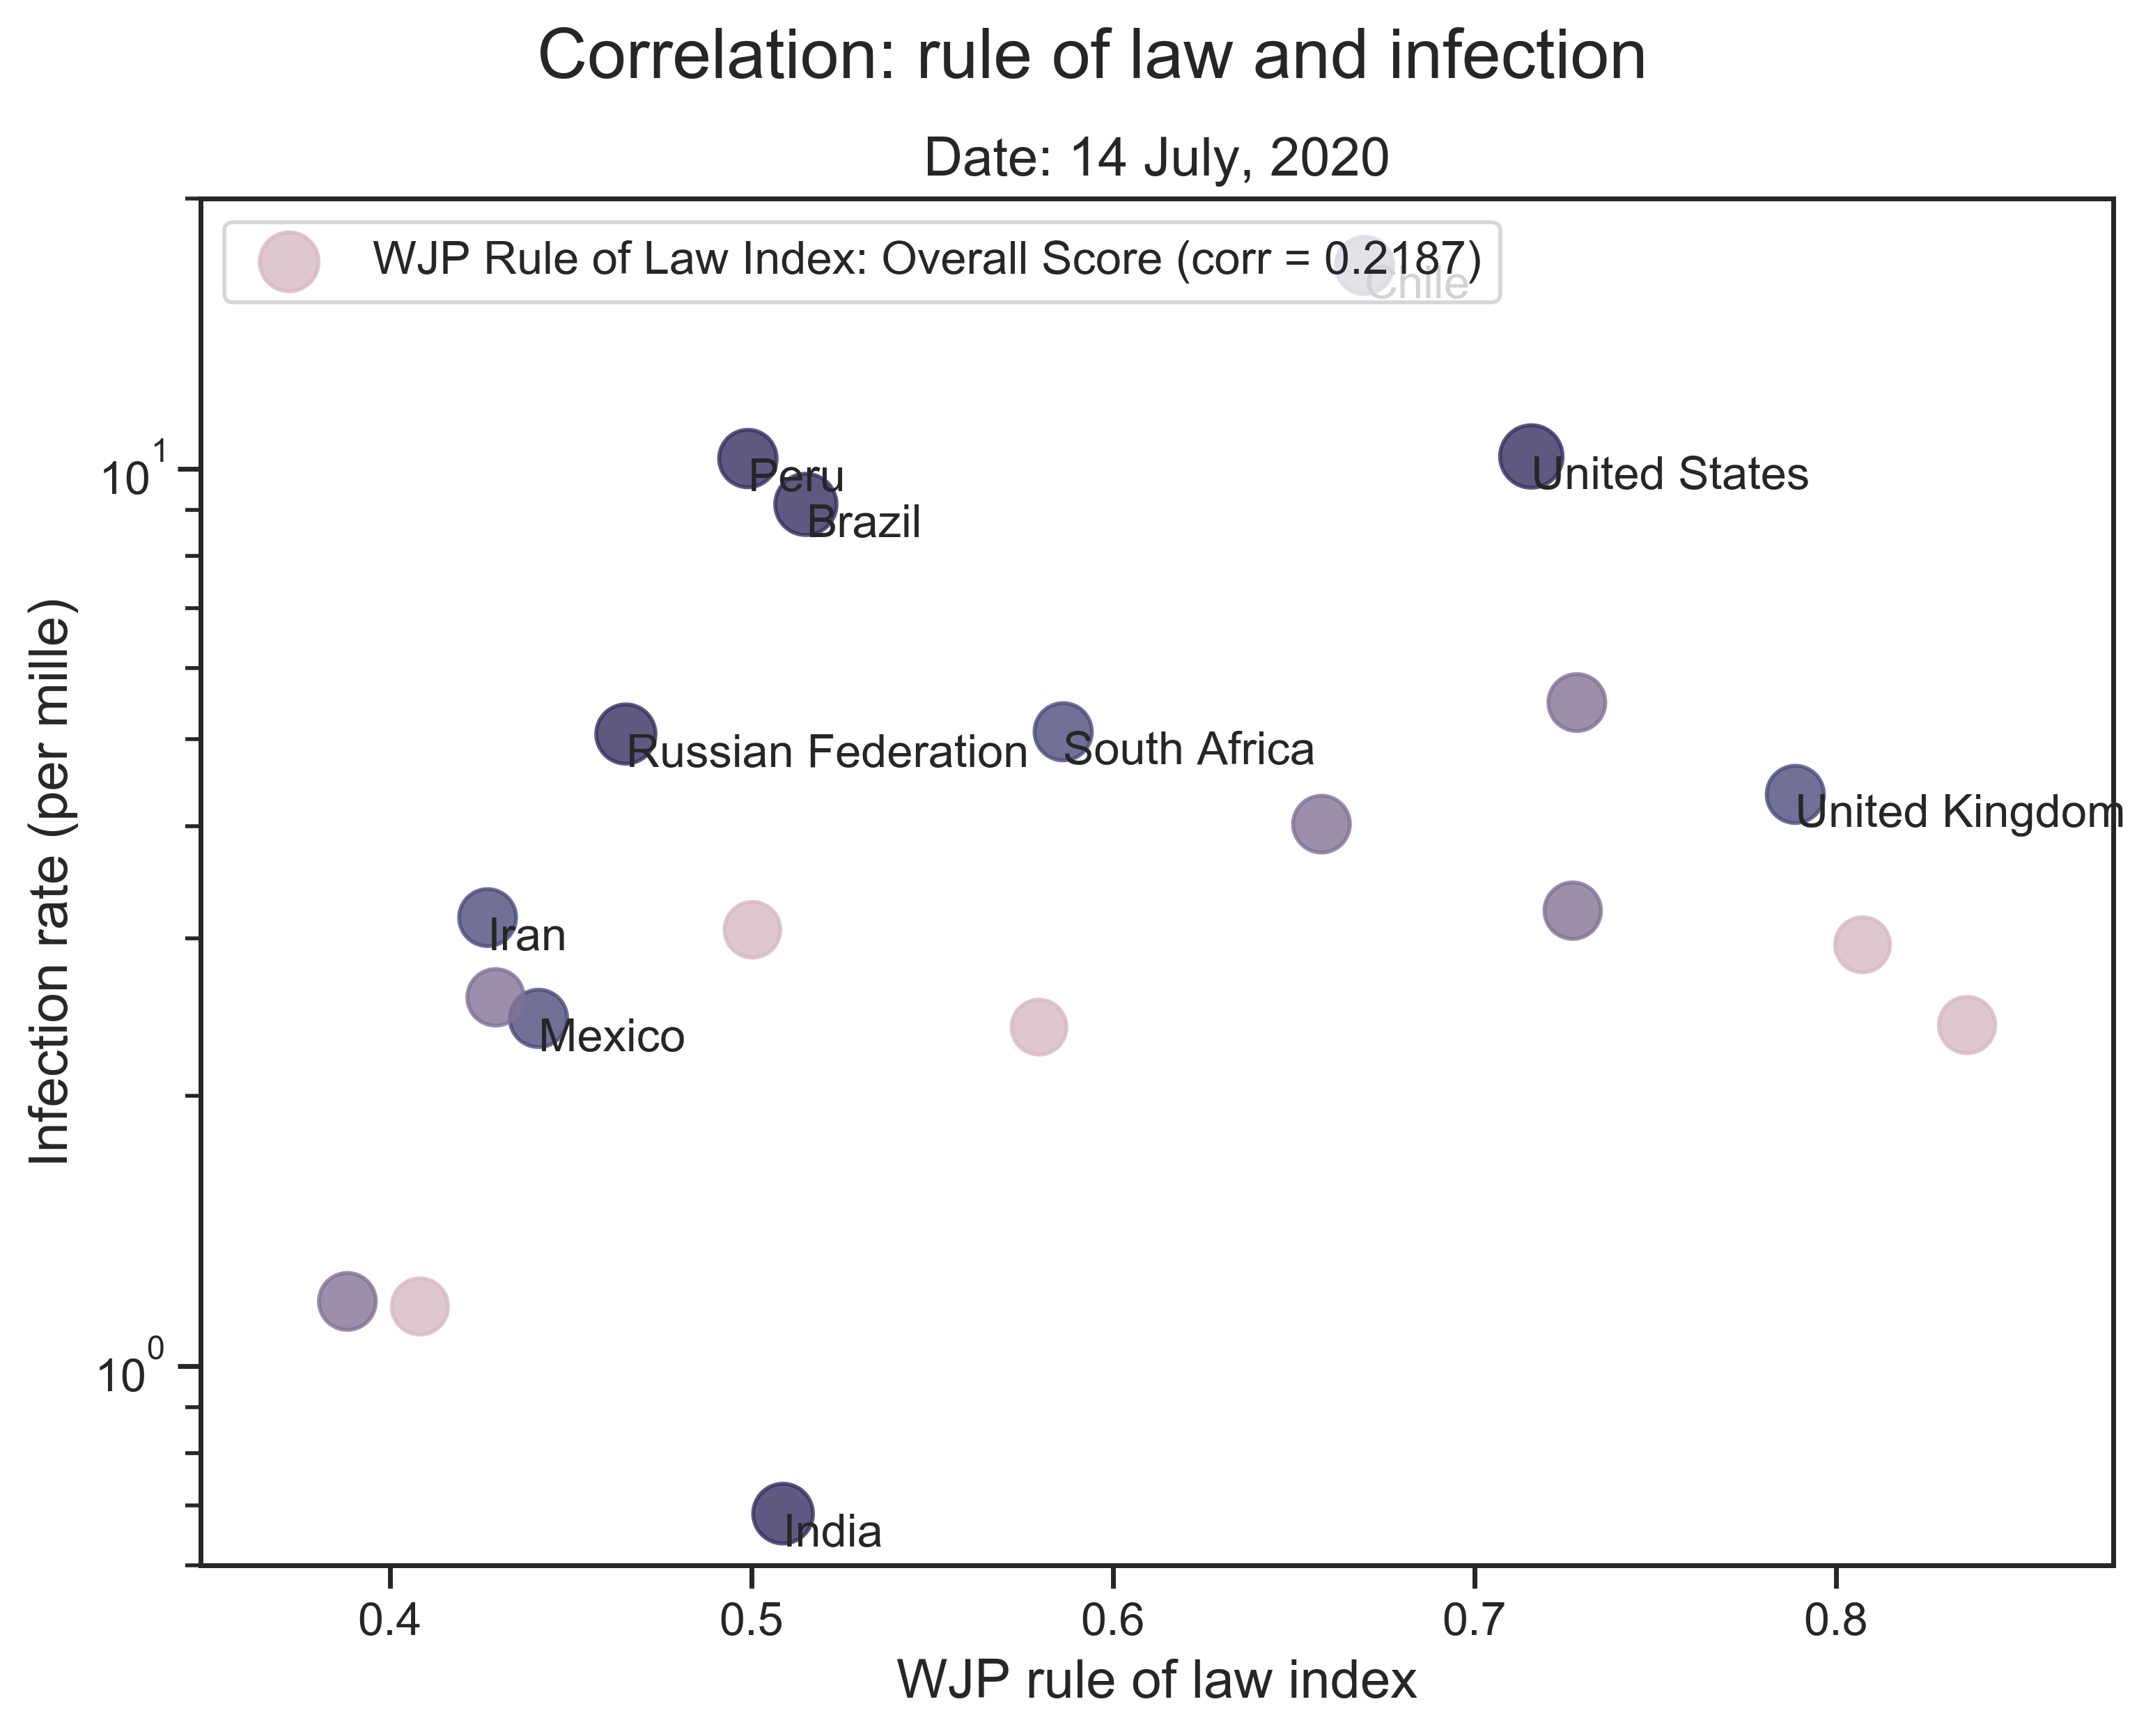 Correlation: rule of law and infection
Date: 14 July, 2020
WJP Rule of Law Index: Overall Score (corr = 0.2187)
Chile
10^1
Peru
United States
Brazil
Russian Federation
South Africa
United Kingdom
Iran
Mexico
10^0
India
Infection rate (per mille)
0.4 0.5 0.6 0.7 0.8
WJP rule of law index